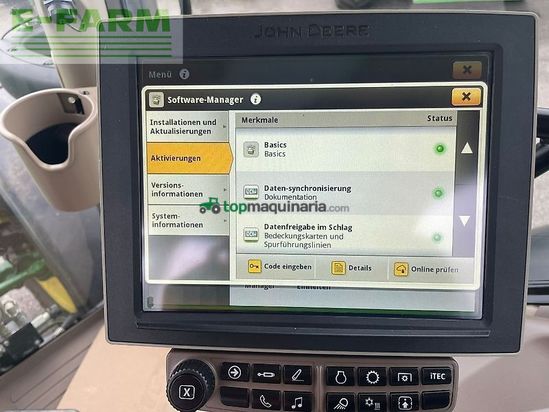 E-FARM
JOHN DEERE
Menü
Software-Manager
Installationen und
Aktualisierungen
Aktivierungen
Versions-
informationen
System-
informationen
Merkmale
Status
Basics
Basics
Daten-synchronisierung
Dokumentation
topmaquinaria.com
Datenfreigabe im Schlag
Bedeckungskarten und
Spurführungslinien
Code eingeben
Details
Online prüfen
Manager
Einheiten
X
iTEC